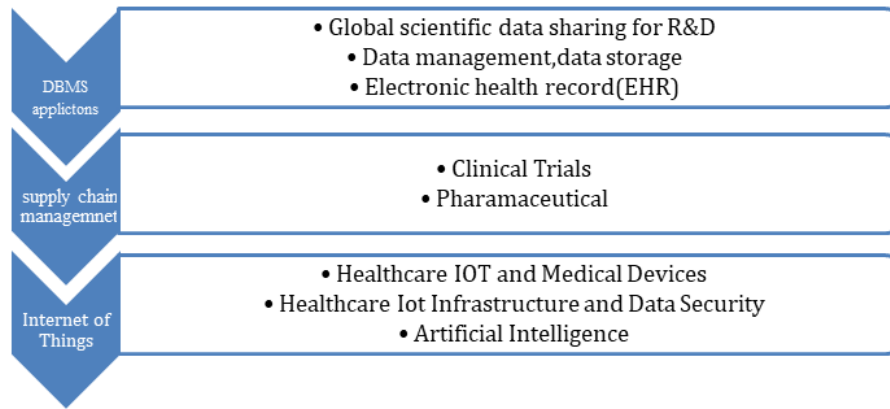 DBMS
applictons
• Global scientific data sharing for R&D
• Data management,data storage
• Electronic health record(EHR)
supply chain
managemnet
• Clinical Trials
• Pharamaceutical
Internet of
Things
• Healthcare IOT and Medical Devices
• Healthcare Iot Infrastructure and Data Security
• Artificial Intelligence